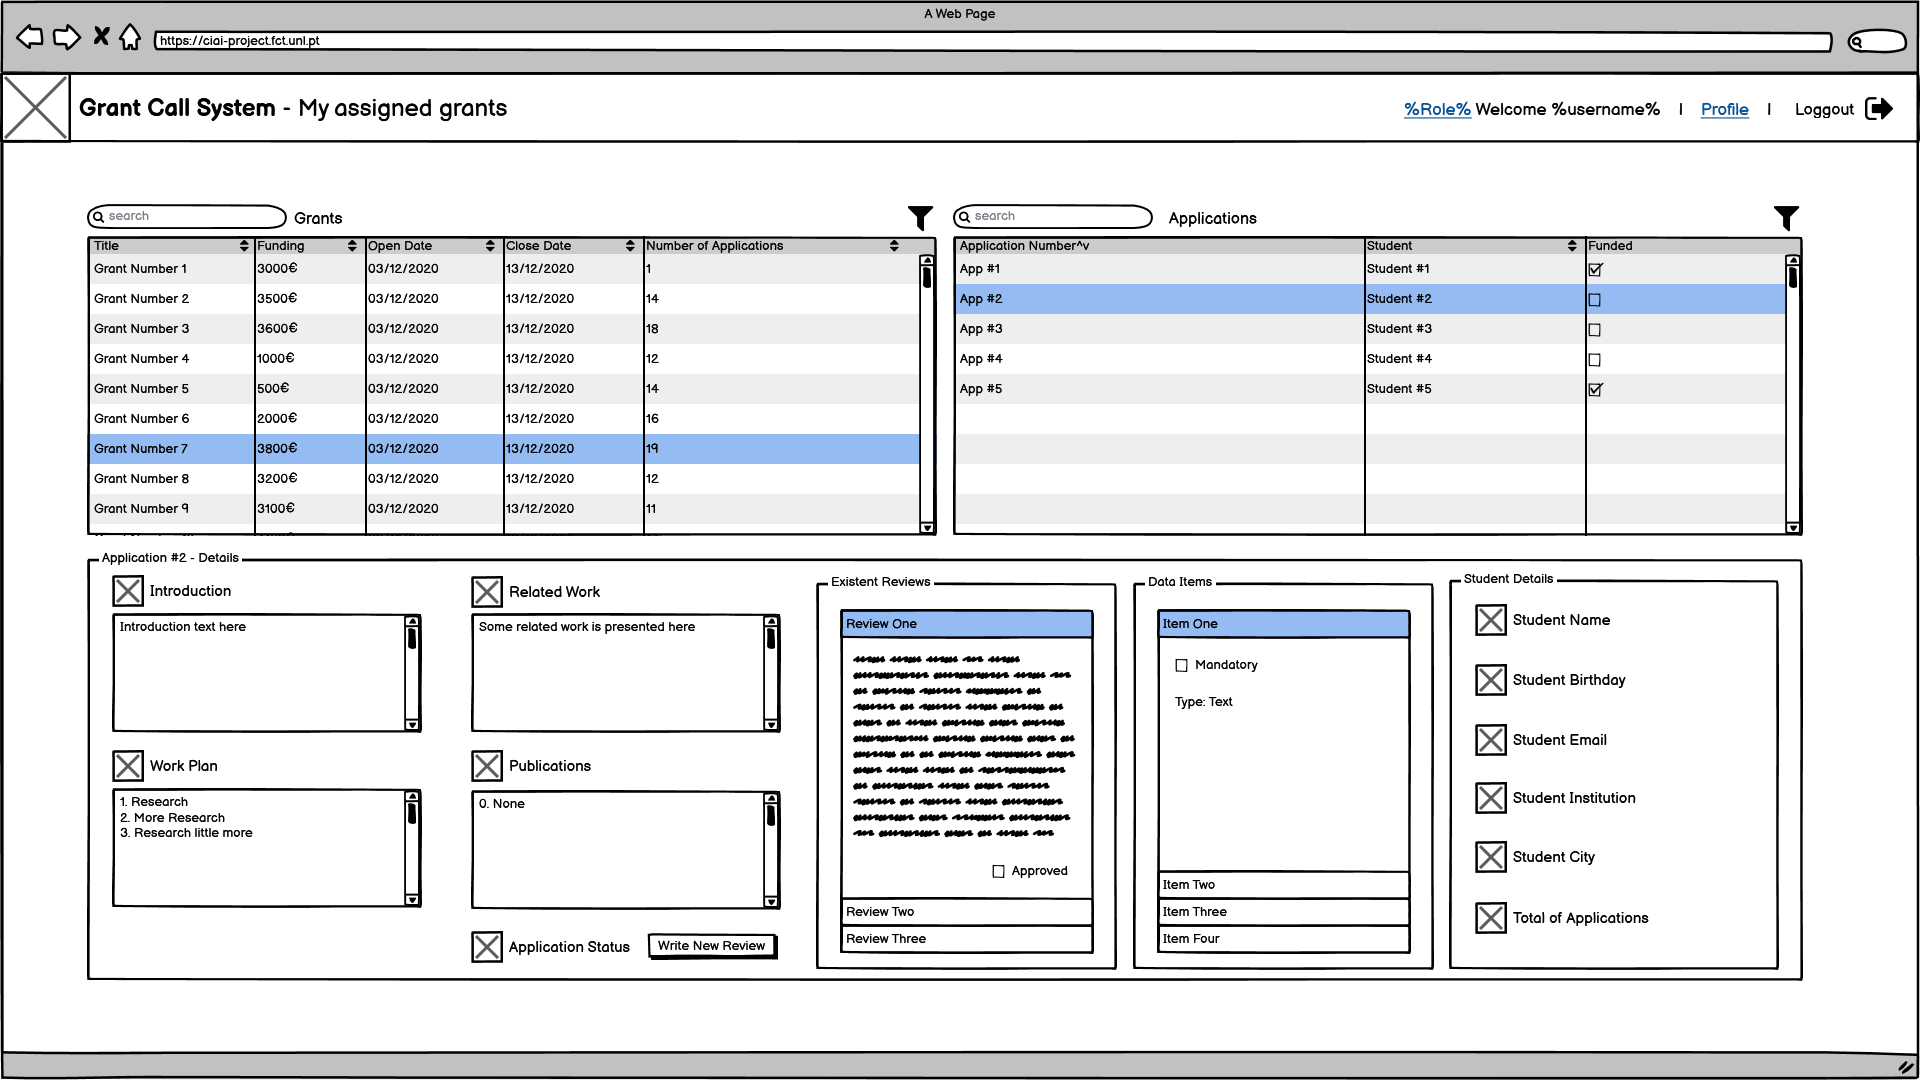 A Web Page
https://ciai-project.fct.unl.pt
Grant Call System - My assigned grants
%Role% Welcome %username% | Profile | Loggout
search Grants
Title Funding Open Date Close Date Number of Applications
Grant Number 1 3000€ 03/12/2020 13/12/2020 1
Grant Number 2 3500€ 03/12/2020 13/12/2020 14
Grant Number 3 3600€ 03/12/2020 13/12/2020 18
Grant Number 4 1000€ 03/12/2020 13/12/2020 12
Grant Number 5 500€ 03/12/2020 13/12/2020 14
Grant Number 6 2000€ 03/12/2020 13/12/2020 16
Grant Number 7 3800€ 03/12/2020 13/12/2020 19
Grant Number 8 3200€ 03/12/2020 13/12/2020 12
Grant Number 9 3100€ 03/12/2020 13/12/2020 11
search Applications
Application Number^v Student Funded
App #1 Student #1
App #2 Student #2
App #3 Student #3
App #4 Student #4
App #5 Student #5
Application #2 - Details
Introduction
Introduction text here
Work Plan
1. Research
2. More Research
3. Research little more
Related Work
Some related work is presented here
Publications
0. None
Application Status Write New Review
Existent Reviews
Review One
Approved
Review Two
Review Three
Data Items
Item One
Mandatory
Type: Text
Item Two
Item Three
Item Four
Student Details
Student Name
Student Birthday
Student Email
Student Institution
Student City
Total of Applications